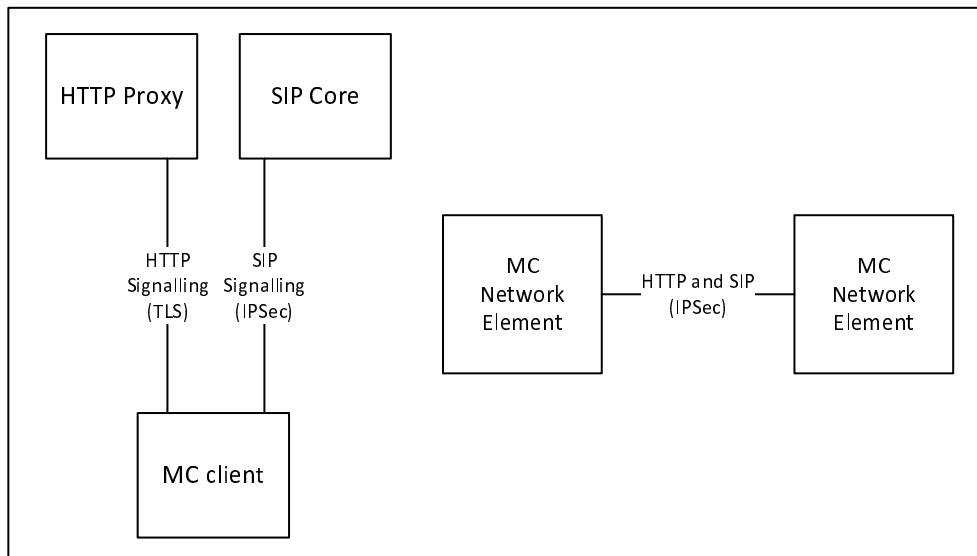 HTTP Proxy
SIP Core
HTTP
Signalling
(TLS)
SIP
Signalling
(IPSec)
MC client
MC
Network
Element
HTTP and SIP
(IPSec)
MC
Network
Element